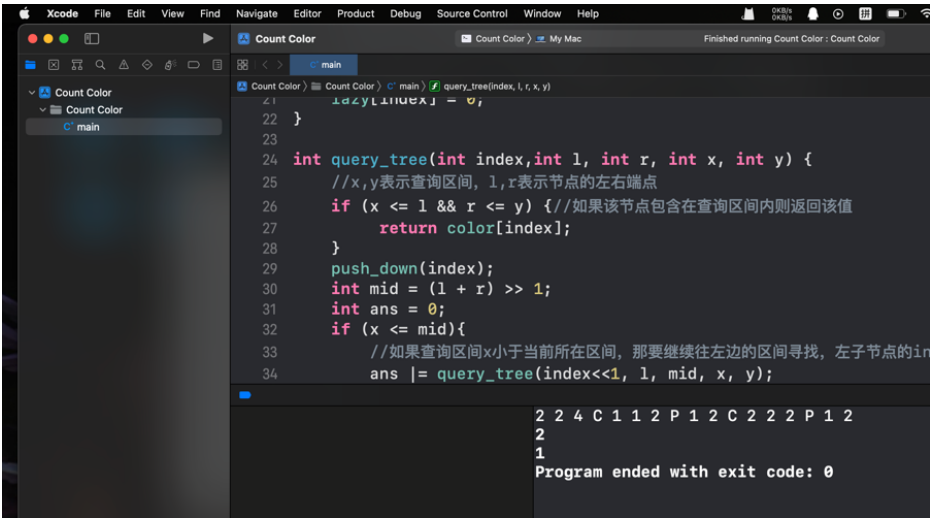 Xcode File Edit View Find Navigate Editor Product Debug Source Control Window Help 0KB/s 0KB/s 拼
Count Color Count Color 〉 My Mac Finished running Count Color : Count Color
main
Count Color 〉 Count Color 〉 main 〉 query_tree(index, l, r, x, y)
Count Color
Count Color
main
21 lazy[index] = 0;
22 }
23
24 int query_tree(int index,int l, int r, int x, int y) {
25 //x,y表示查询区间，l,r表示节点的左右端点
26 if (x <= l && r <= y) {//如果该节点包含在查询区间内则返回该值
27 return color[index];
28 }
29 push_down(index);
30 int mid = (l + r) >> 1;
31 int ans = 0;
32 if (x <= mid){
33 //如果查询区间x小于当前所在区间，那要继续往左边的区间寻找，左子节点的in
34 ans |= query_tree(index<<1, l, mid, x, y);
2 2 4 C 1 1 2 P 1 2 C 2 2 2 P 1 2
2
1
Program ended with exit code: 0